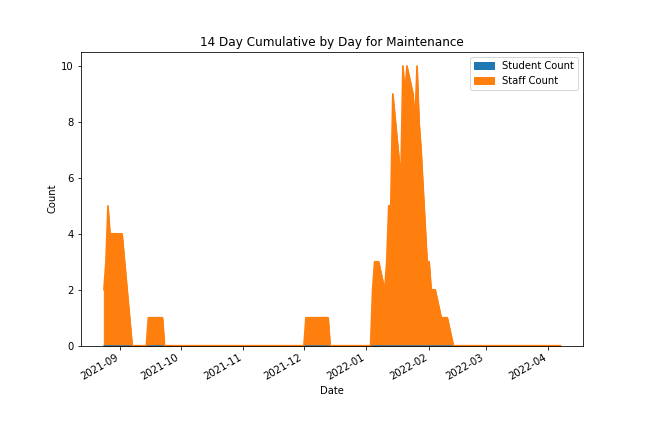 14 Day Cumulative by Day for Maintenance
Student Count
Staff Count
10
8
6
4
2
0
Count
2021-09
2021-10
2021-11
2021-12
2022-01
2022-02
2022-03
2022-04
Date